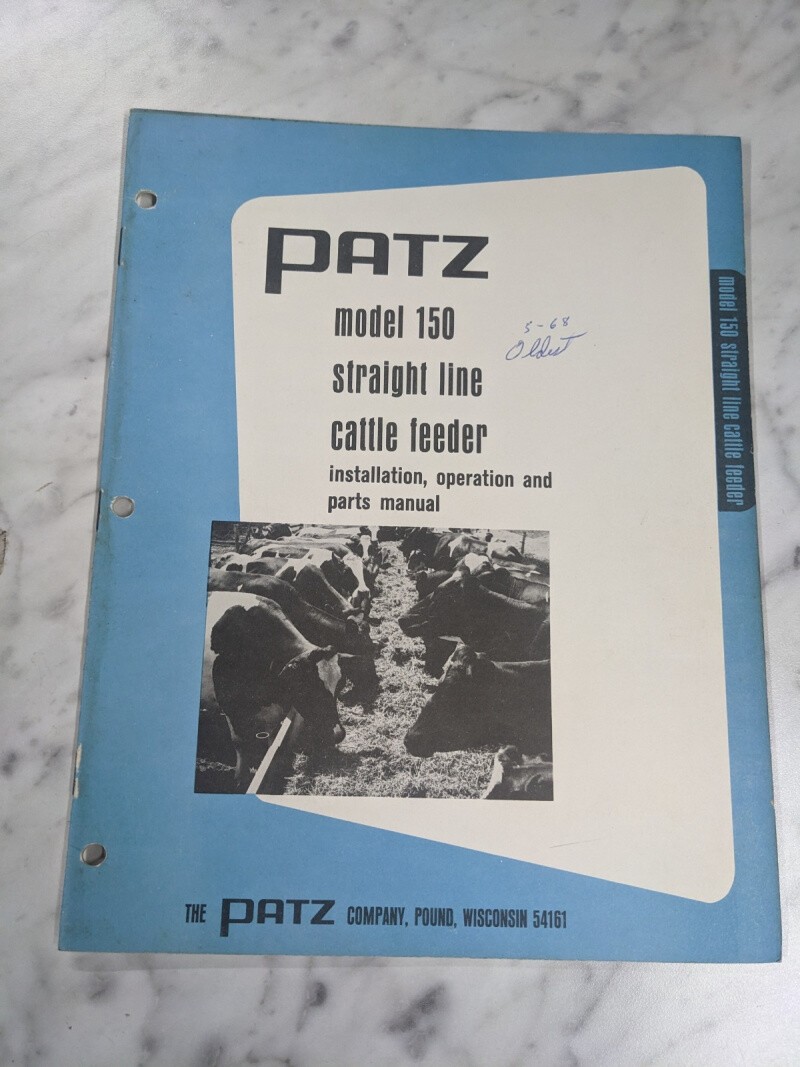 PATZ
model 150
straight line
cattle feeder
installation, operation and
parts manual
5-68
Oldest
model 150 straight line cattle feeder
THE PATZ COMPANY, POUND, WISCONSIN 54161